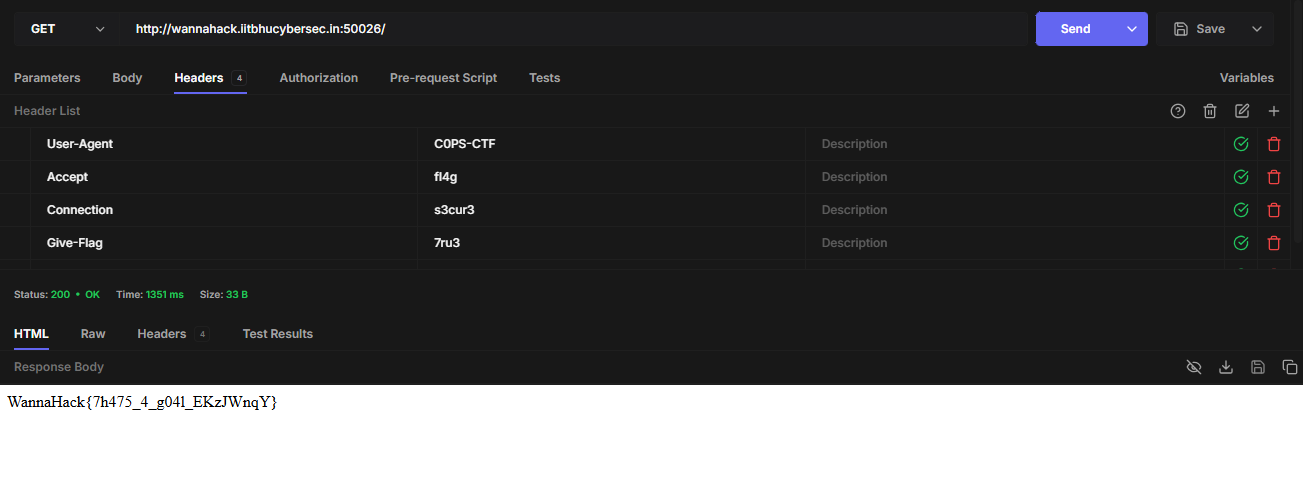 GET http://wannahack.iitbhucybersec.in:50026/ Send Save
Parameters Body Headers 4 Authorization Pre-request Script Tests Variables
Header List
User-Agent C0PS-CTF Description
Accept fl4g Description
Connection s3cur3 Description
Give-Flag 7ru3 Description
Status: 200 • OK Time: 1351 ms Size: 33 B
HTML Raw Headers 4 Test Results
Response Body
WannaHack{7h475_4_g04l_EKzJWnqY}